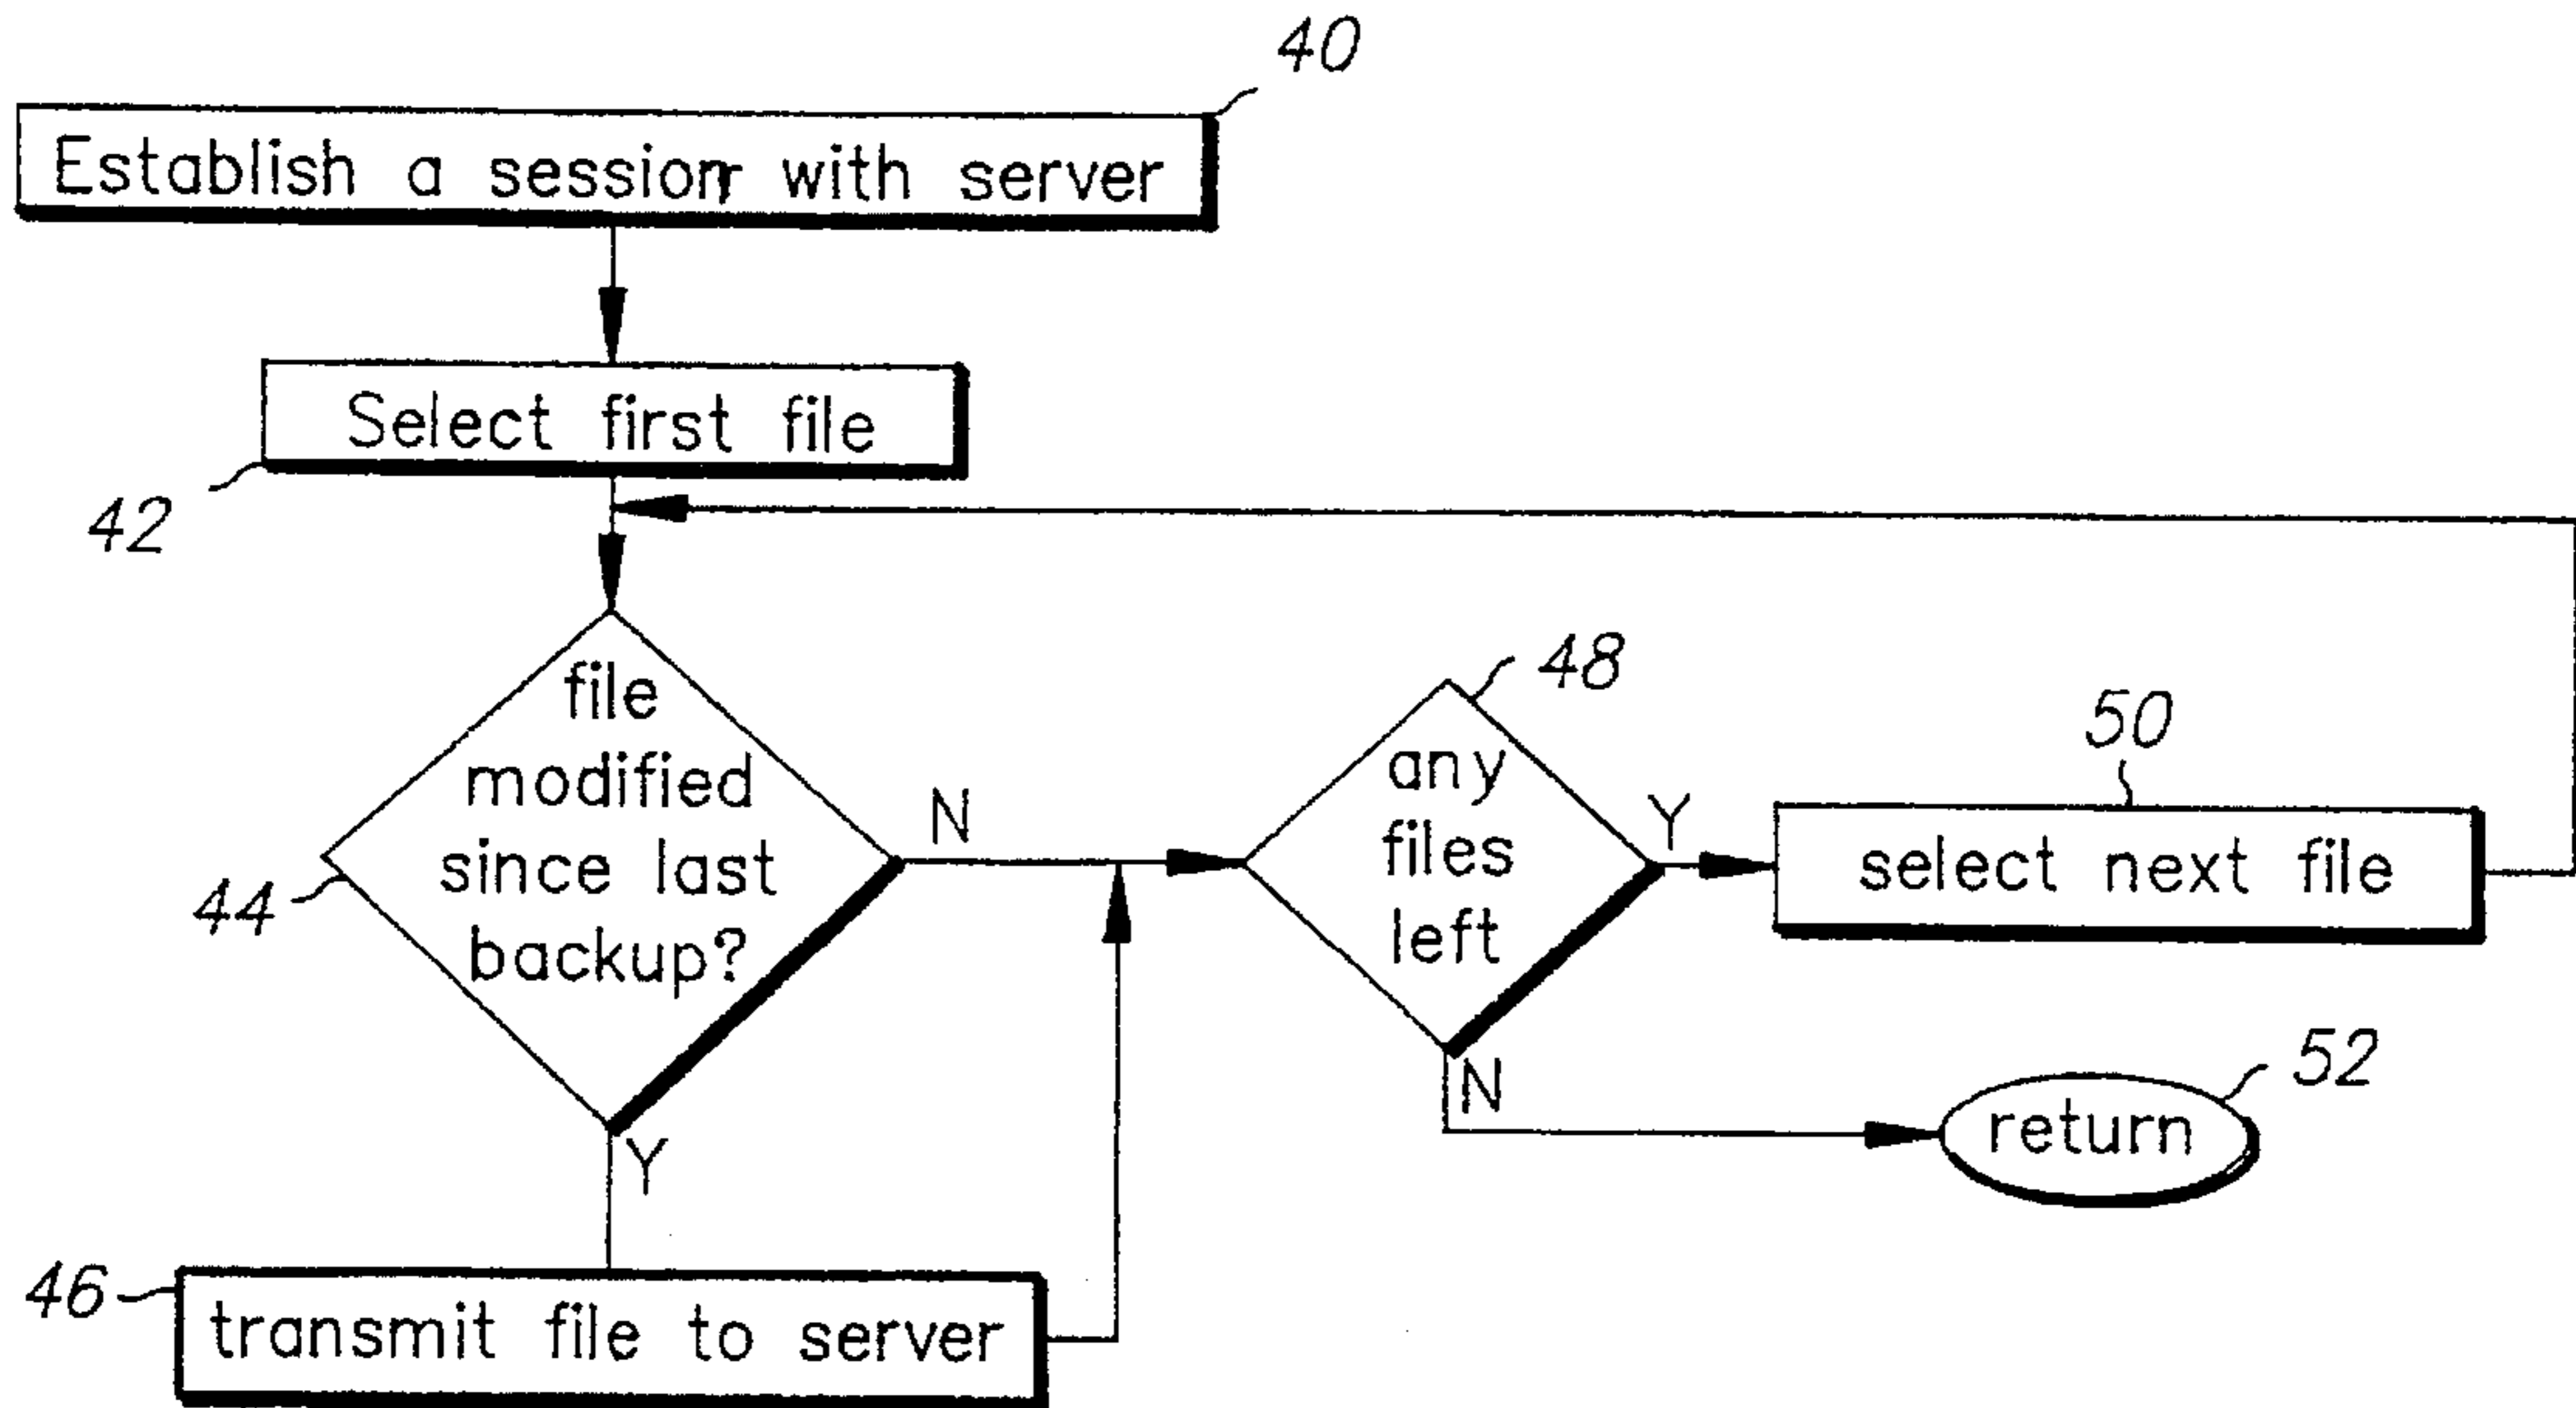 40
Establish a session with server
Select first file
42
file
modified
since last
backup?
44
N
Y
46
transmit file to server
48
any
files
left
Y
N
50
select next file
52
return